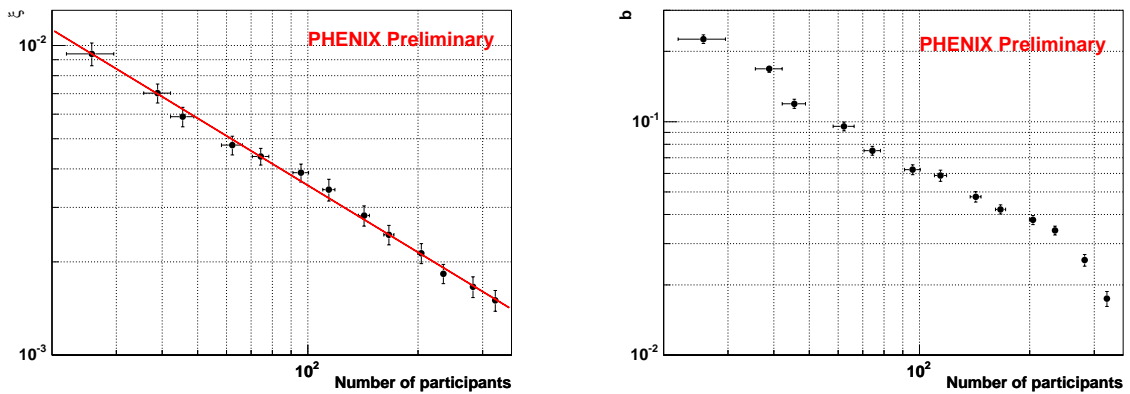 ξ
10⁻²
PHENIX Preliminary
10⁻³
10²
Number of participants
b
PHENIX Preliminary
10⁻¹
10⁻²
10²
Number of participants